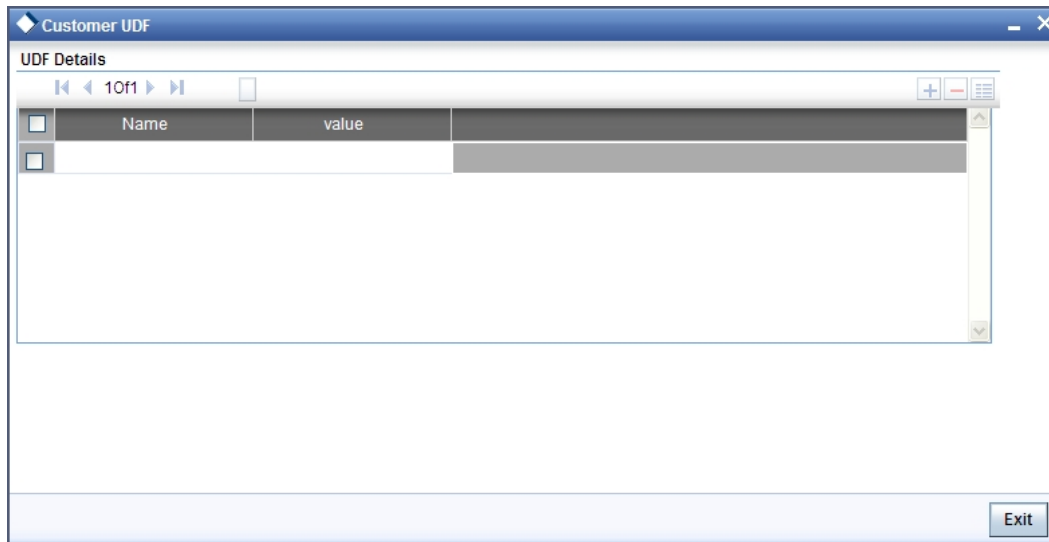 Customer UDF
UDF Details
1Of1
Name value
Exit